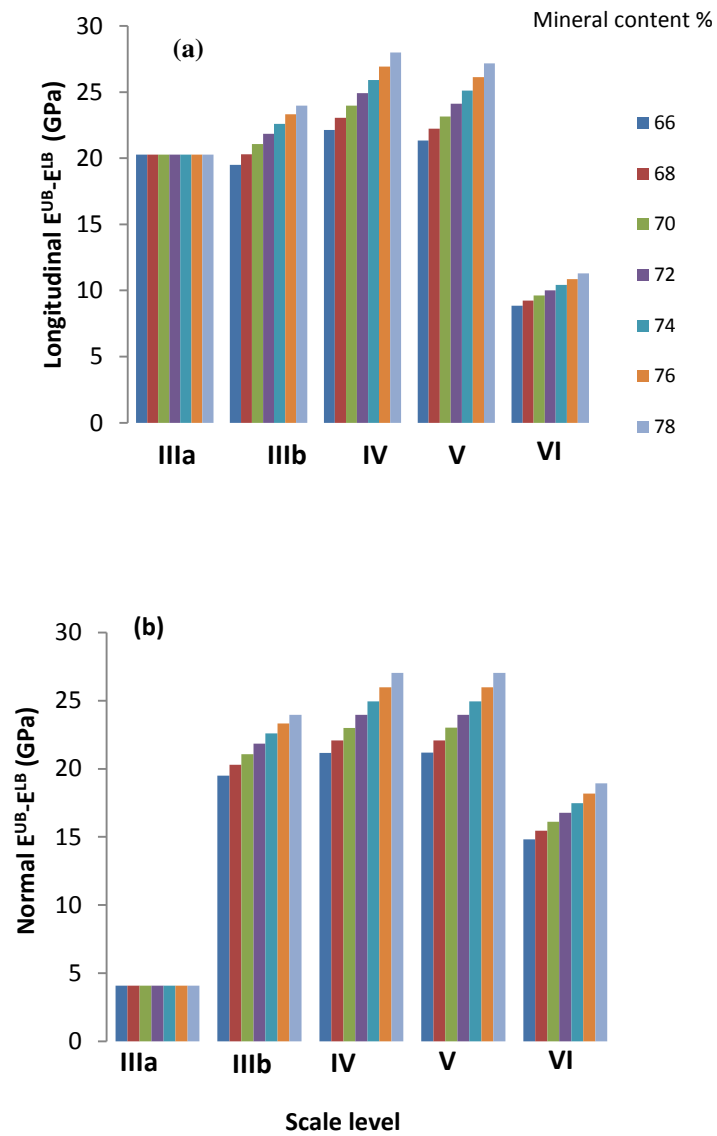 Mineral content %
(a)
Longitudinal E^UB-E^LB (GPa)
30
25
20
15
10
5
0
IIIa IIIb IV V VI
66
68
70
72
74
76
78
(b)
Normal E^UB-E^LB (GPa)
30
25
20
15
10
5
0
IIIa IIIb IV V VI
Scale level